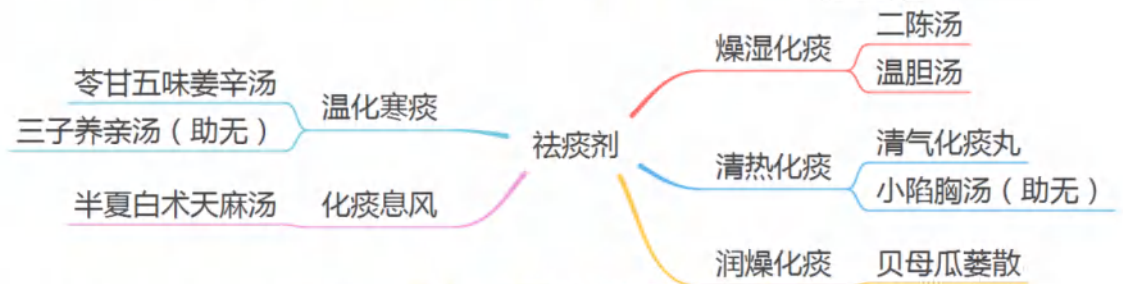 祛痰剂
燥湿化痰
二陈汤
温胆汤
清热化痰
清气化痰丸
小陷胸汤（助无）
润燥化痰
贝母瓜蒌散
温化寒痰
苓甘五味姜辛汤
三子养亲汤（助无）
化痰息风
半夏白术天麻汤